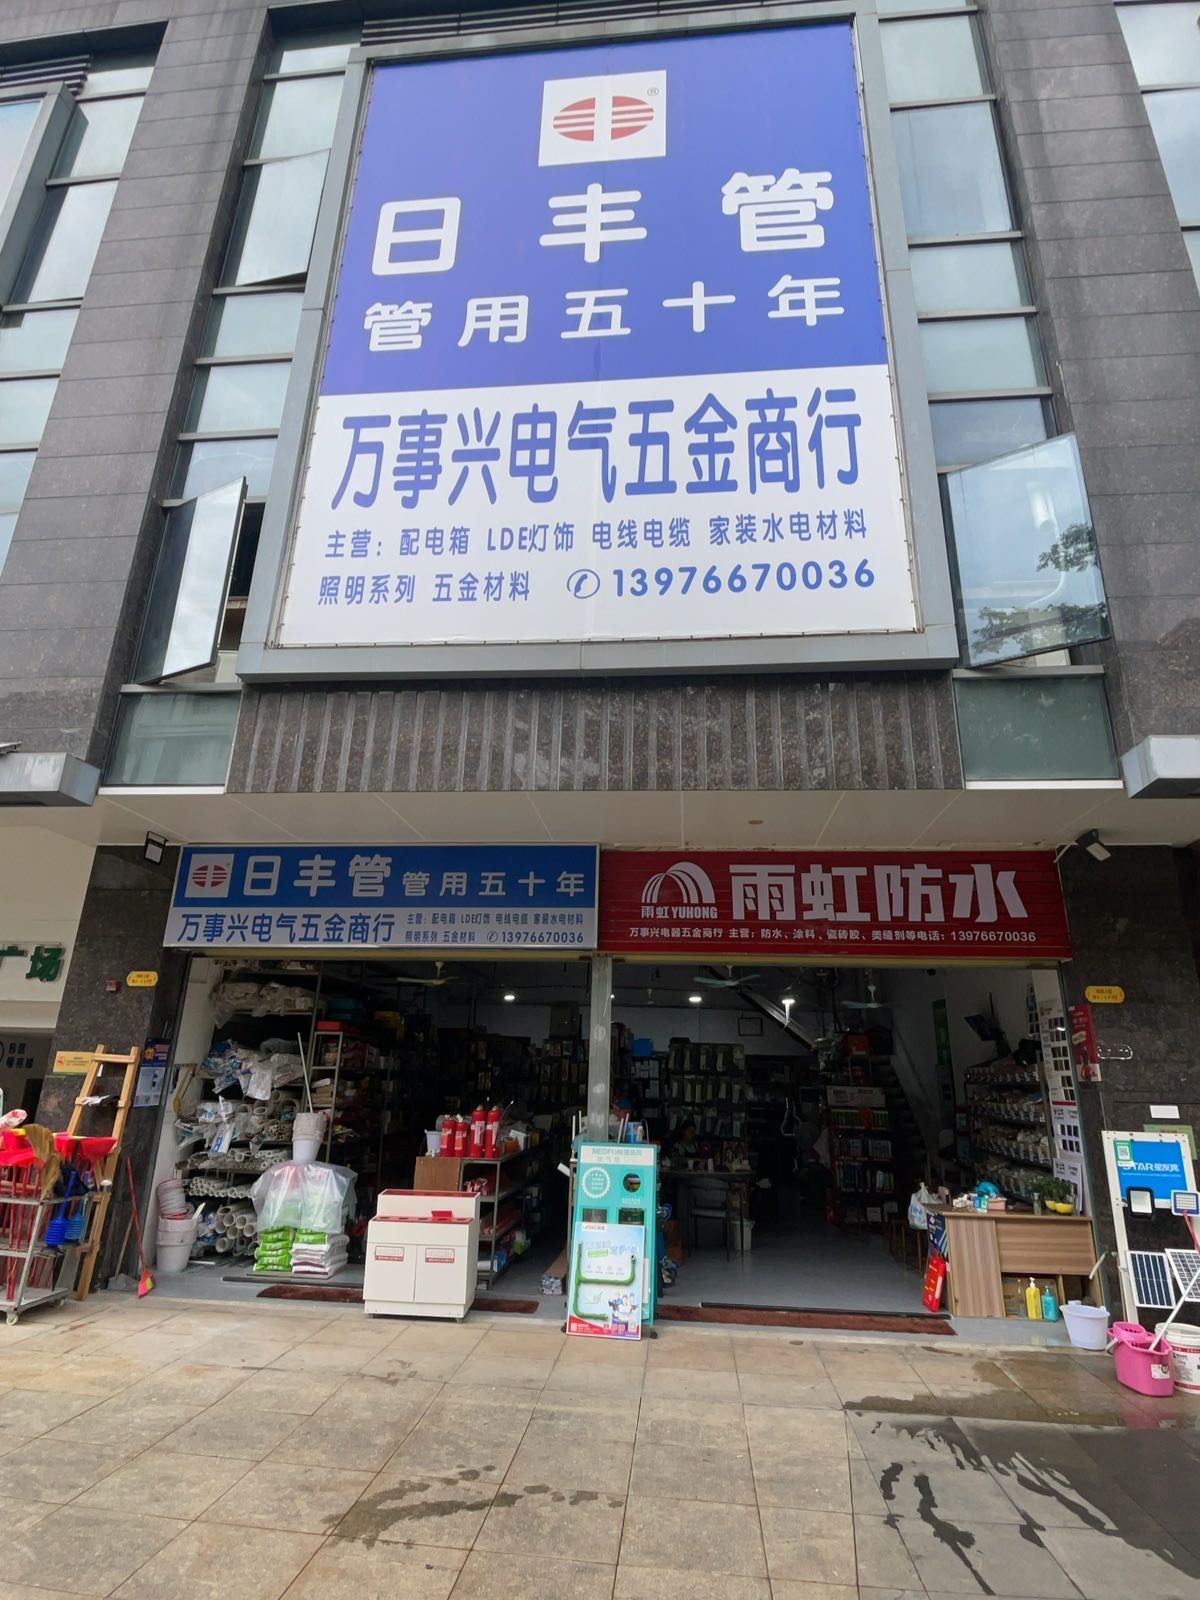 日丰管
管用五十年
万事兴电气五金商行
主营：配电箱 LDE灯饰 电线电缆 家装水电材料
照明系列 五金材料 ✆13976670036
日丰管 管用五十年
万事兴电气五金商行
主营：配电箱 LDE灯饰 电线电缆 家装水电材料
照明系列 五金材料 ✆13976670036
雨虹 YUHONG
雨虹防水
万事兴电器五金商行 主营：防水、涂料、瓷砖胶、美缝剂等电话：13976670036
广场
STAR